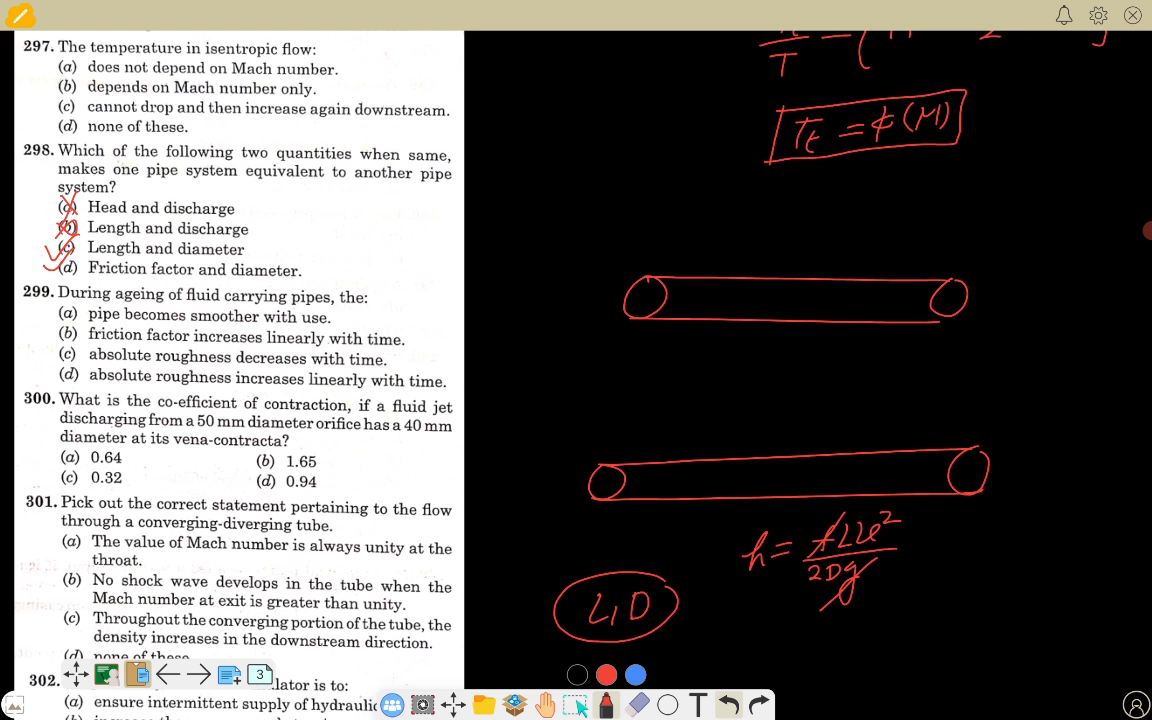 297. The temperature in isentropic flow:
(a) does not depend on Mach number.
(b) depends on Mach number only.
(c) cannot drop and then increase again downstream.
(d) none of these.
298. Which of the following two quantities when same,
makes one pipe system equivalent to another pipe
system?
(a) Head and discharge
(b) Length and discharge
(c) Length and diameter
(d) Friction factor and diameter.
299. During ageing of fluid carrying pipes, the:
(a) pipe becomes smoother with use.
(b) friction factor increases linearly with time.
(c) absolute roughness decreases with time.
(d) absolute roughness increases linearly with time.
300. What is the co-efficient of contraction, if a fluid jet
discharging from a 50 mm diameter orifice has a 40 mm
diameter at its vena-contracta?
(a) 0.64 (b) 1.65
(c) 0.32 (d) 0.94
301. Pick out the correct statement pertaining to the flow
through a converging-diverging tube.
(a) The value of Mach number is always unity at the
throat.
(b) No shock wave develops in the tube when the
Mach number at exit is greater than unity.
(c) Throughout the converging portion of the tube, the
density increases in the downstream direction.
(d) none of these
302. lator is to:
(a) ensure intermittent supply of hydraulic
3
T
h = fLu²
2Dg
L, D